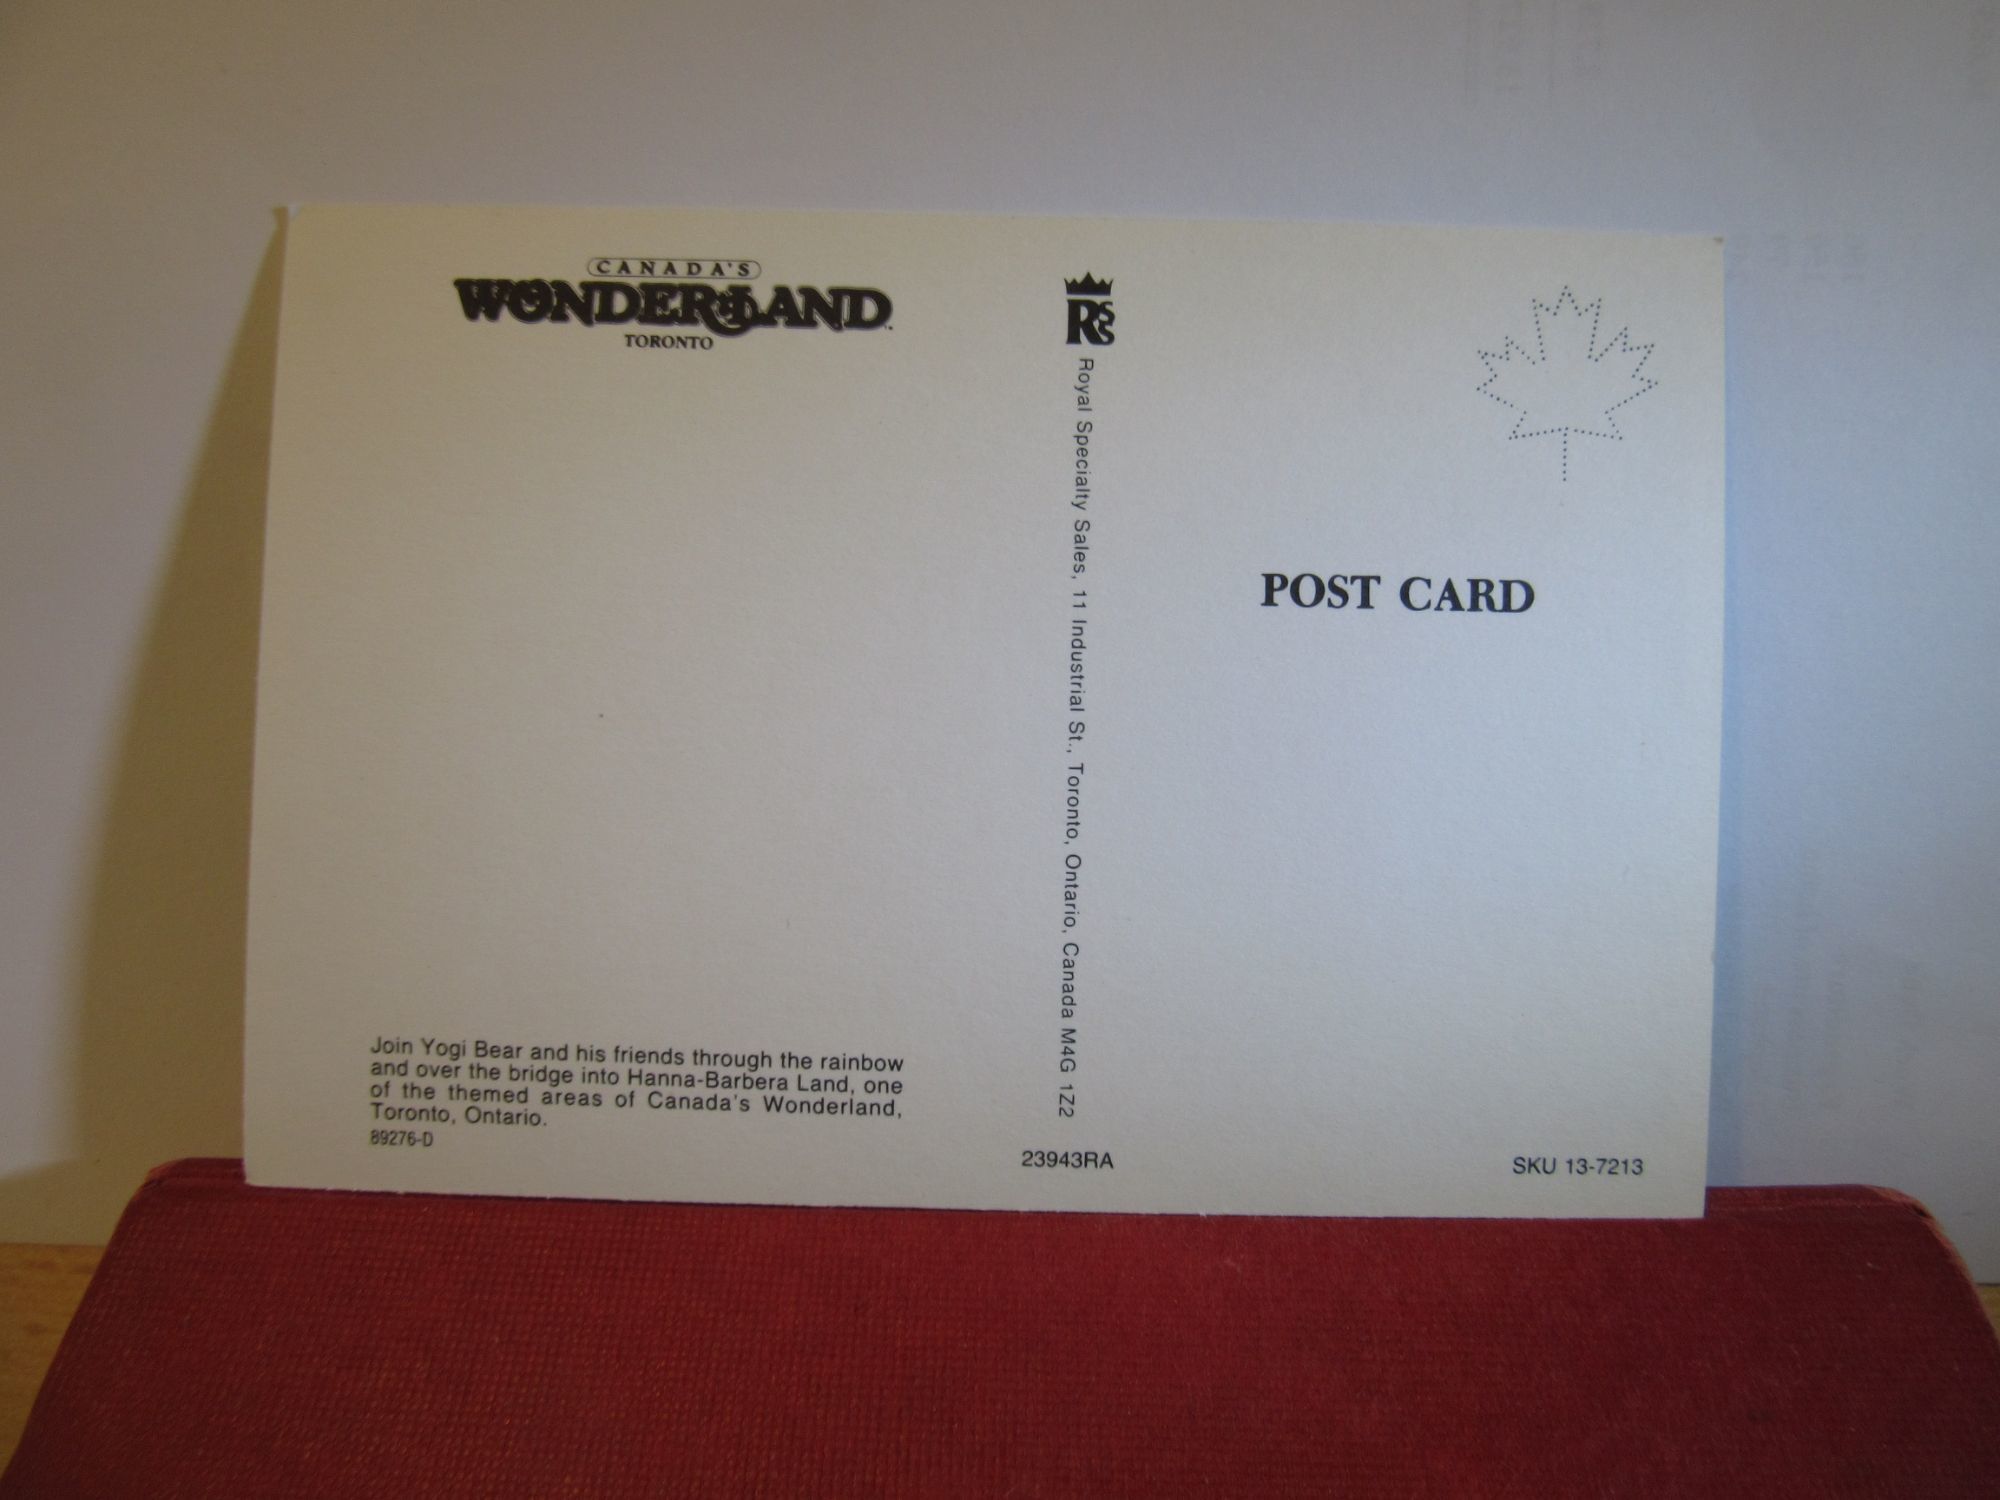 CANADA'S
WONDERLAND
TORONTO
Join Yogi Bear and his friends through the rainbow
and over the bridge into Hanna-Barbera Land, one
of the themed areas of Canada's Wonderland,
Toronto, Ontario.
89276-D
RSS
Royal Specialty Sales, 11 Industrial St., Toronto, Ontario, Canada M4G 1Z2
23943RA
POST CARD
SKU 13-7213